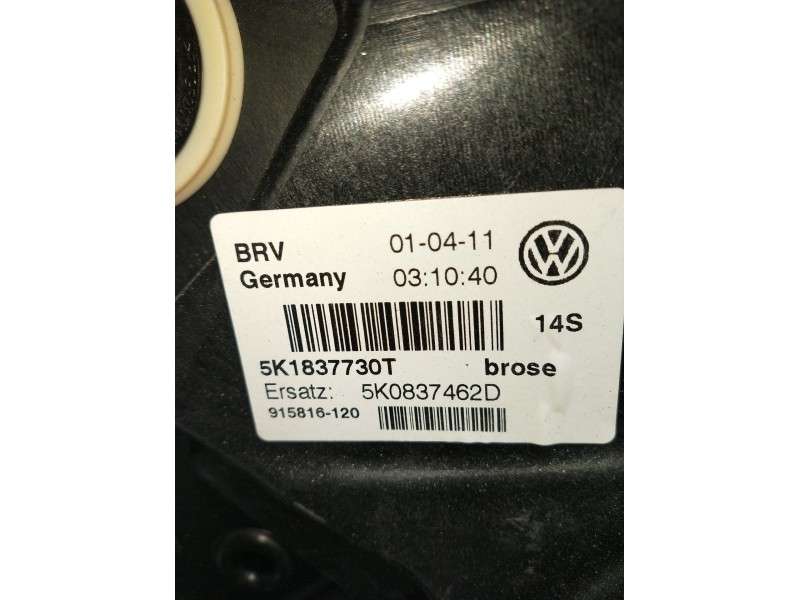 BRV 01-04-11
Germany 03:10:40
14S
5K1837730T brose
Ersatz: 5K0837462D
915816-120